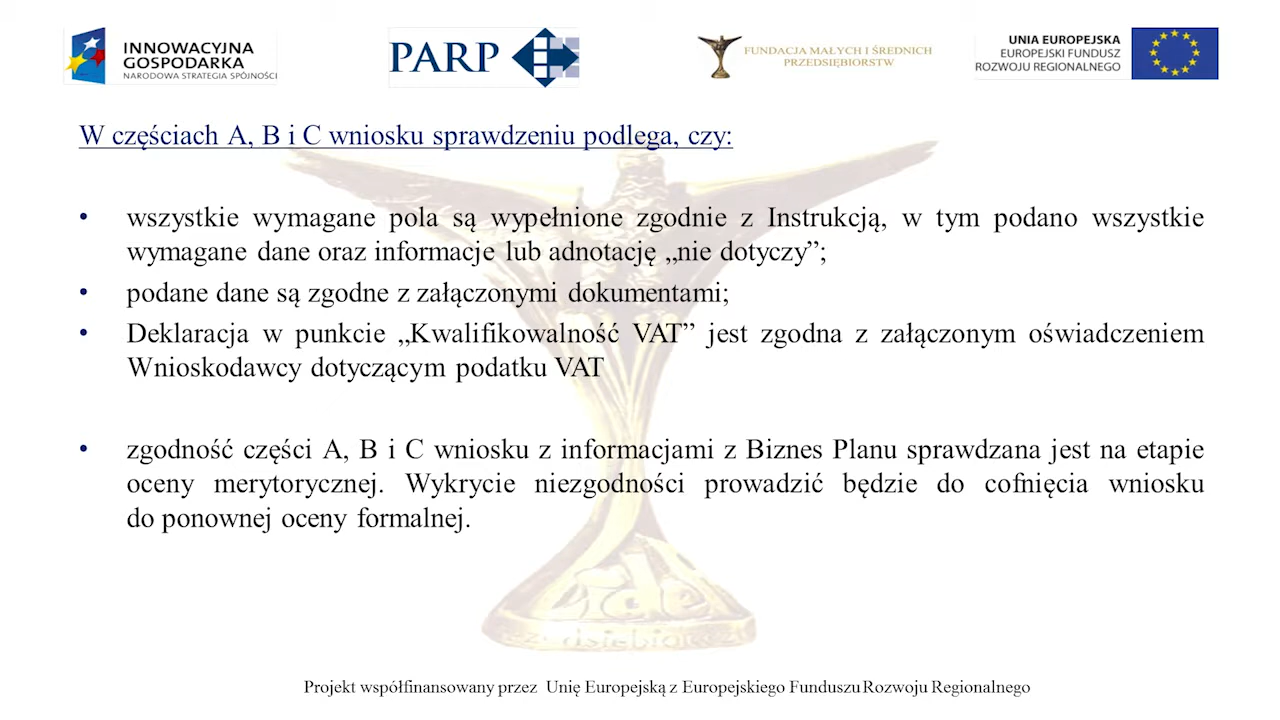 INNOWACYJNA
GOSPODARKA
NARODOWA STRATEGIA SPÓJNOŚCI
PARP
FUNDACJA MAŁYCH I ŚREDNICH
PRZEDSIĘBIORSTW
UNIA EUROPEJSKA
EUROPEJSKI FUNDUSZ
ROZWOJU REGIONALNEGO
W częściach A, B i C wniosku sprawdzeniu podlega, czy:
• wszystkie wymagane pola są wypełnione zgodnie z Instrukcją, w tym podano wszystkie
wymagane dane oraz informacje lub adnotację „nie dotyczy”;
• podane dane są zgodne z załączonymi dokumentami;
• Deklaracja w punkcie „Kwalifikowalność VAT” jest zgodna z załączonym oświadczeniem
Wnioskodawcy dotyczącym podatku VAT
• zgodność części A, B i C wniosku z informacjami z Biznes Planu sprawdzana jest na etapie
oceny merytorycznej. Wykrycie niezgodności prowadzić będzie do cofnięcia wniosku
do ponownej oceny formalnej.
Projekt współfinansowany przez Unię Europejską z Europejskiego Funduszu Rozwoju Regionalnego